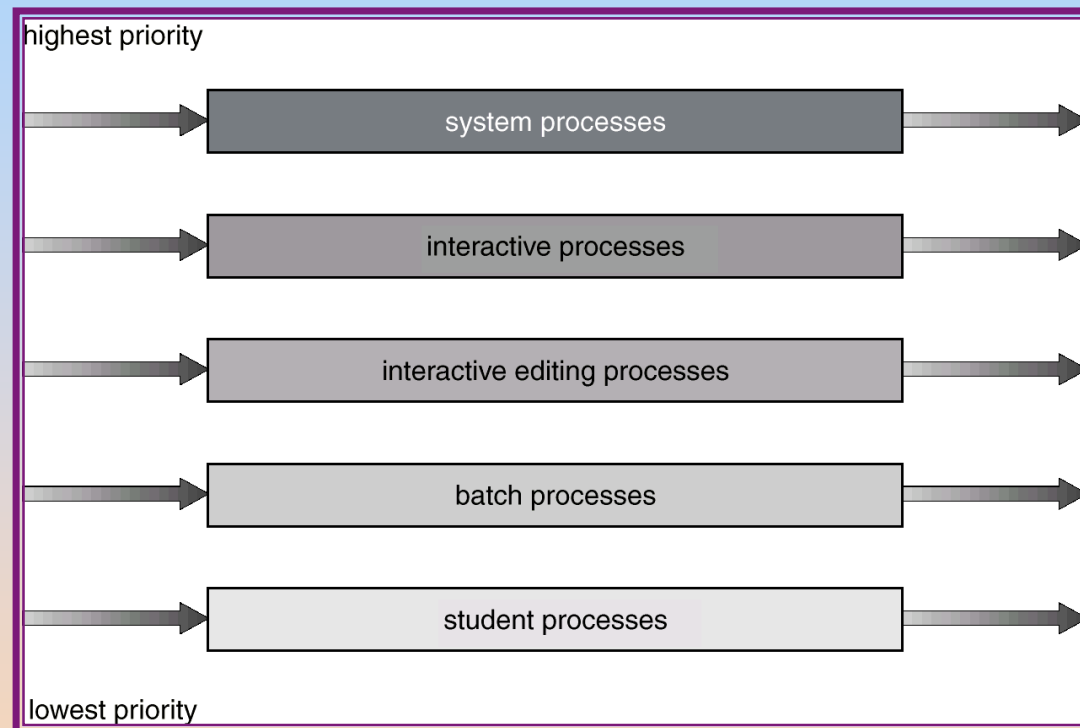 highest priority
system processes
interactive processes
interactive editing processes
batch processes
student processes
lowest priority